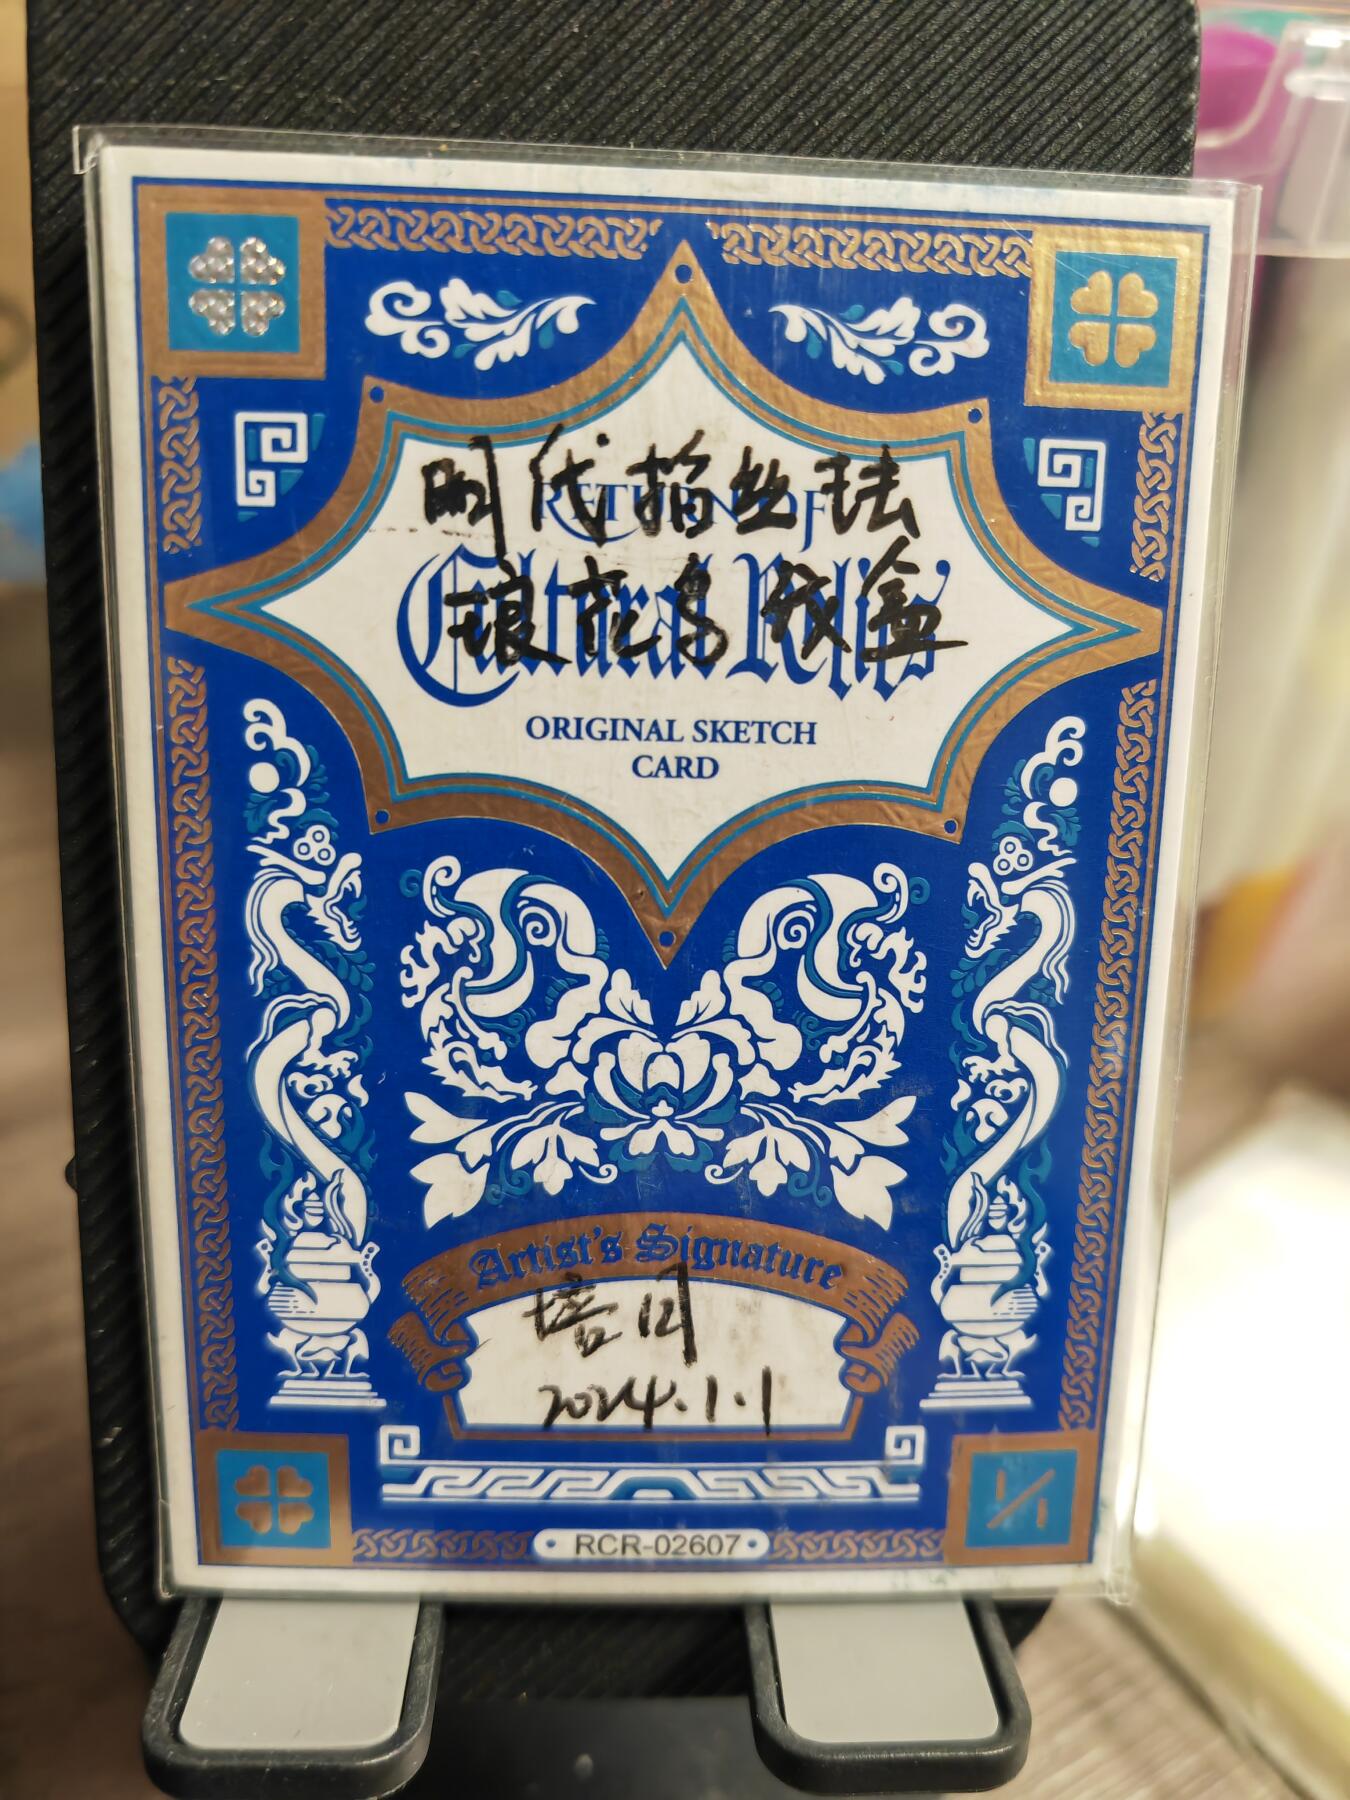 明代掐丝珐
RETURN OF
琅花鸟纹盒
Cultural Relics
ORIGINAL SKETCH
CARD
Artist's Signature
2024.1.1
1/1
RCR-02607